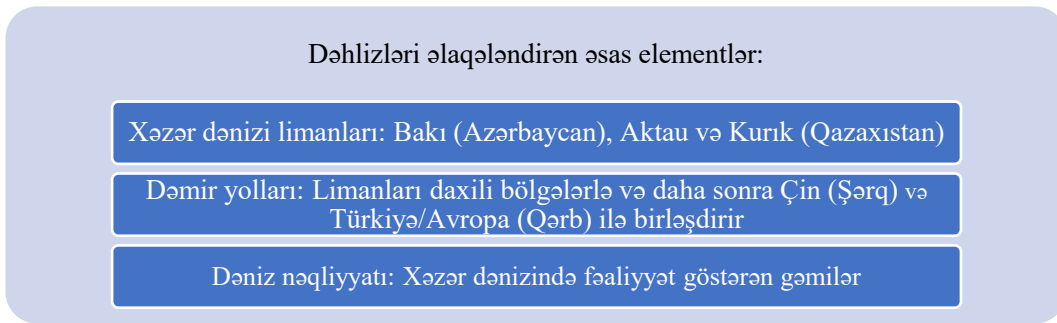 Dəhlizləri əlaqələndirən əsas elementlər:
Xəzər dənizi limanları: Bakı (Azərbaycan), Aktau və Kurık (Qazaxıstan)
Dəmir yolları: Limanları daxili bölgələrlə və daha sonra Çin (Şərq) və
Türkiyə/Avropa (Qərb) ilə birləşdirir
Dəniz nəqliyyatı: Xəzər dənizində fəaliyyət göstərən gəmilər